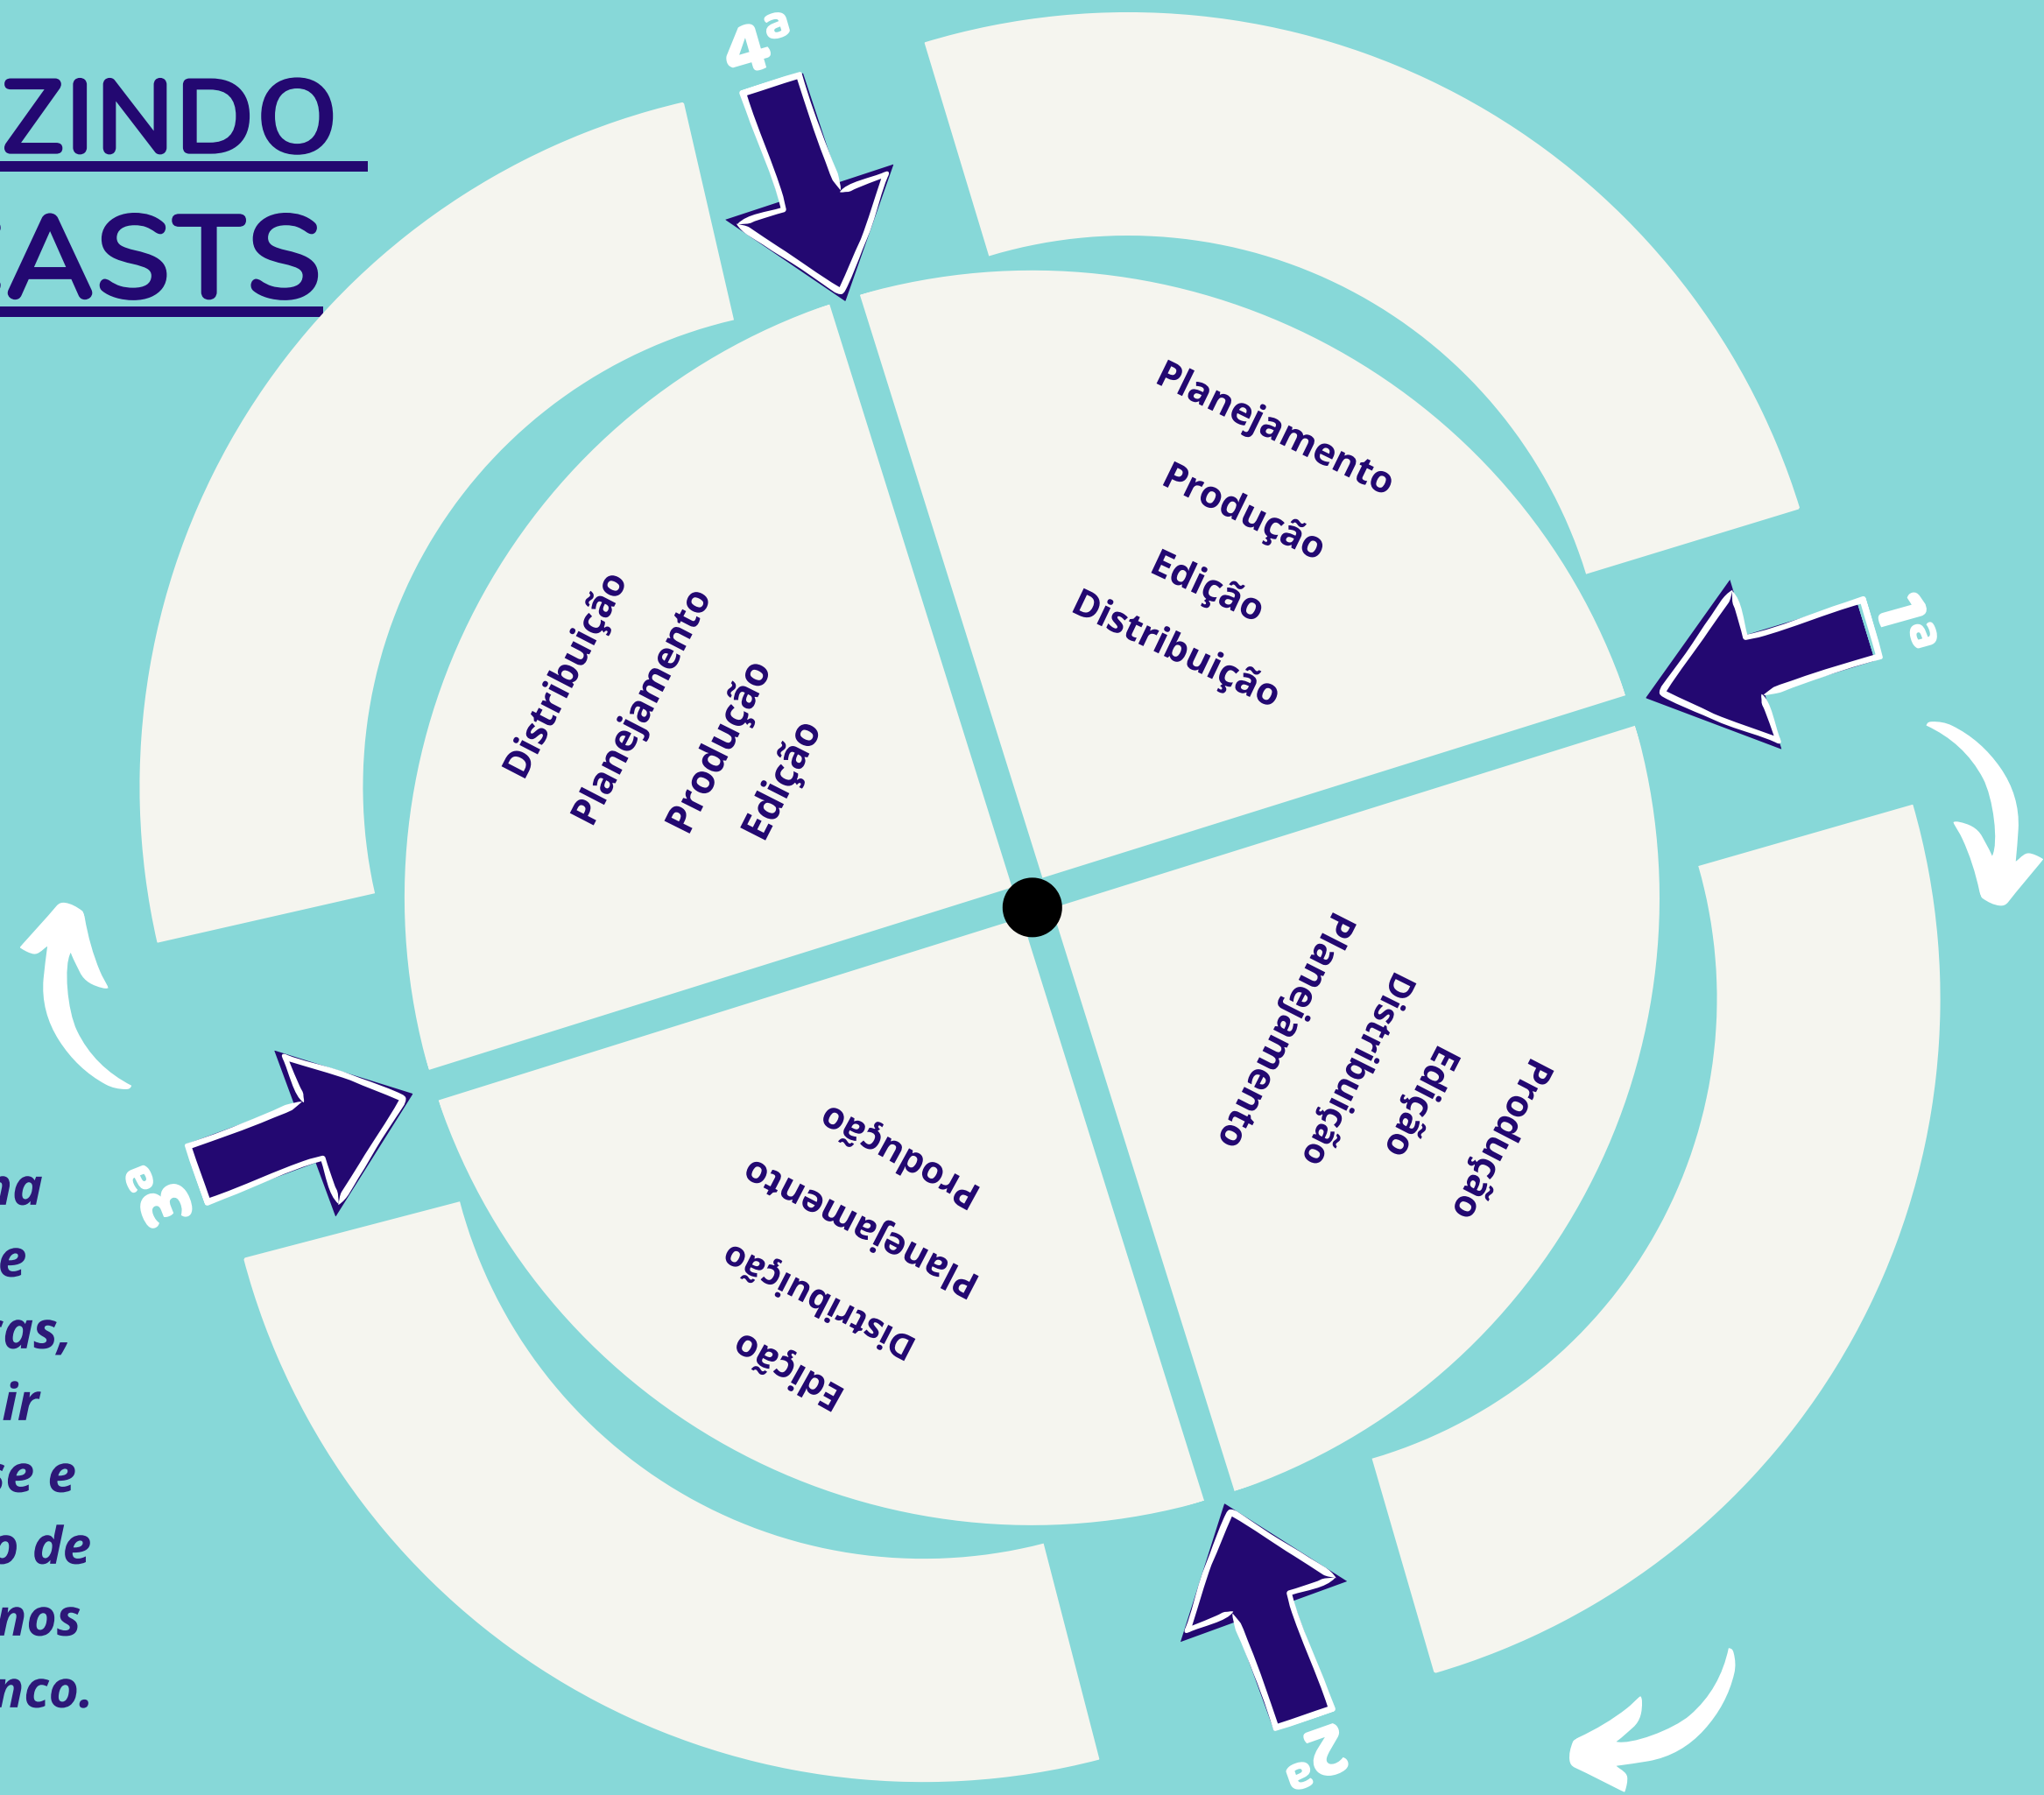 ZINDO
ASTS
4ª
Planejamento
Produção
Edição
Distribuição
1ª
Planejamento
Distribuição
Edição
Produção
2ª
Produção
Planejamento
Distribuição
Edição
3ª
Distribuição
Planejamento
Produção
Edição
a
e
as,
ir
se e
o de
nos
nco.